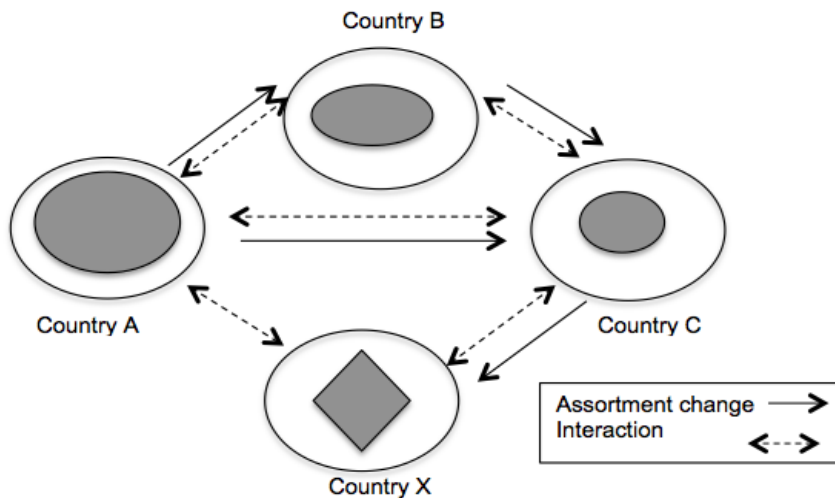 Country B
Country A
Country C
Country X
Assortment change
Interaction